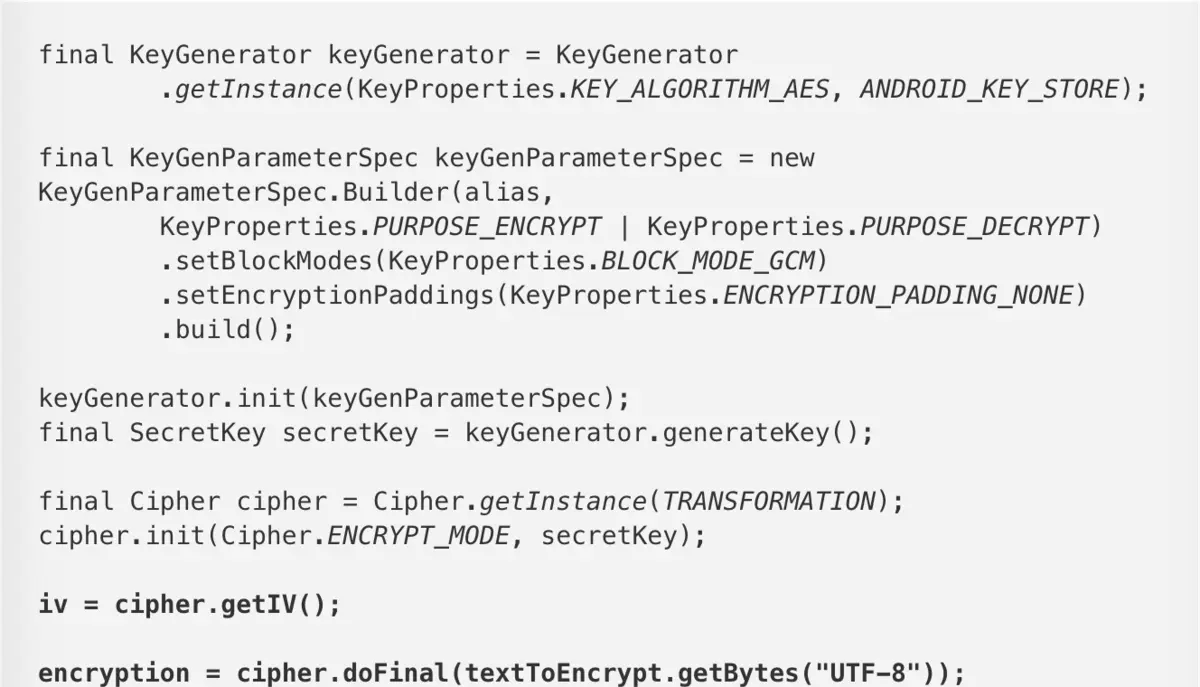 final KeyGenerator keyGenerator = KeyGenerator
        .getInstance(KeyProperties.KEY_ALGORITHM_AES, ANDROID_KEY_STORE);
final KeyGenParameterSpec keyGenParameterSpec = new
KeyGenParameterSpec.Builder(alias,
        KeyProperties.PURPOSE_ENCRYPT | KeyProperties.PURPOSE_DECRYPT)
        .setBlockModes(KeyProperties.BLOCK_MODE_GCM)
        .setEncryptionPaddings(KeyProperties.ENCRYPTION_PADDING_NONE)
        .build();
keyGenerator.init(keyGenParameterSpec);
final SecretKey secretKey = keyGenerator.generateKey();
final Cipher cipher = Cipher.getInstance(TRANSFORMATION);
cipher.init(Cipher.ENCRYPT_MODE, secretKey);
iv = cipher.getIV();
encryption = cipher.doFinal(textToEncrypt.getBytes("UTF-8"));